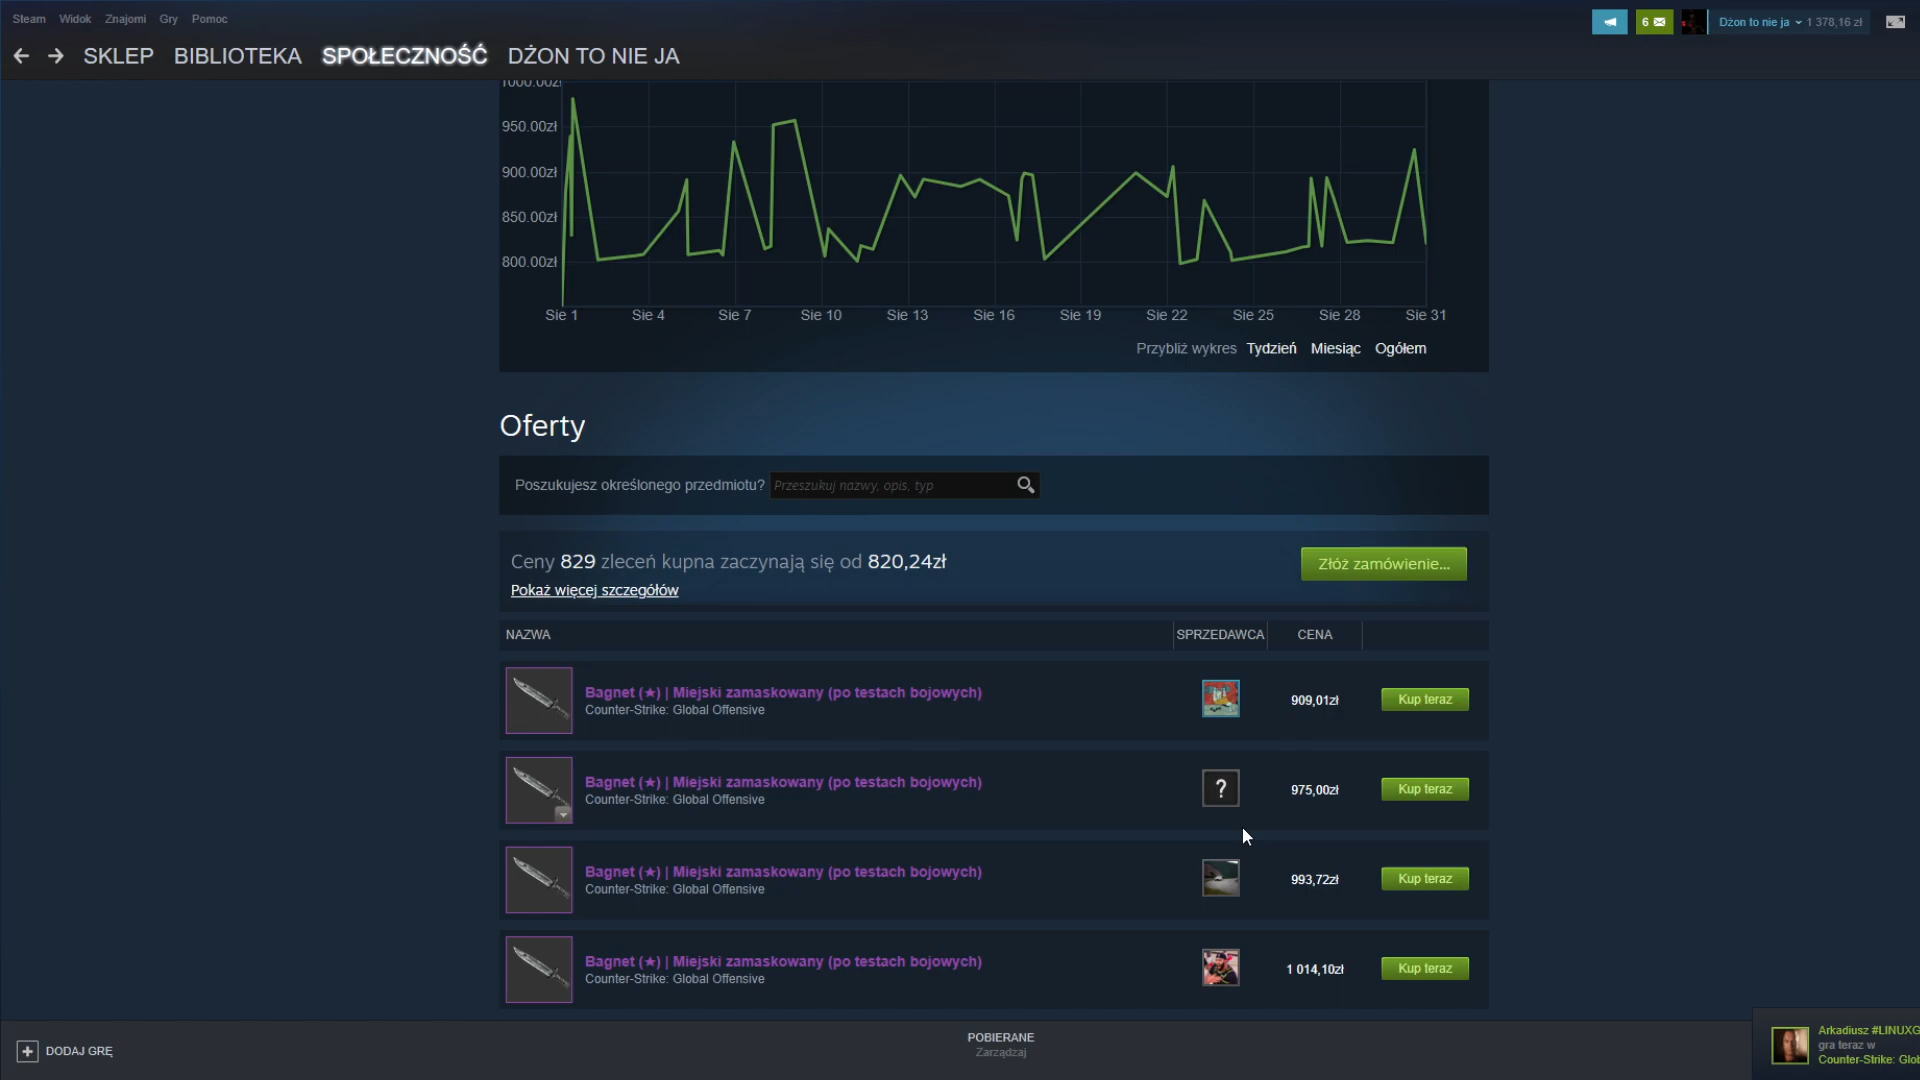 Steam Widok Znajomi Gry Pomoc
6 Dżon to nie ja 1 378,16 zł
SKLEP BIBLIOTEKA SPOŁECZNOŚĆ DŻON TO NIE JA
1000.00zł
950.00zł
900.00zł
850.00zł
800.00zł
Sie 1 Sie 4 Sie 7 Sie 10 Sie 13 Sie 16 Sie 19 Sie 22 Sie 25 Sie 28 Sie 31
Przybliż wykres Tydzień Miesiąc Ogółem
Oferty
Poszukujesz określonego przedmiotu? Przeszukuj nazwy, opis, typ
Ceny 829 zleceń kupna zaczynają się od 820,24zł
Złóż zamówienie...
Pokaż więcej szczegółów
NAZWA SPRZEDAWCA CENA
Bagnet (★) | Miejski zamaskowany (po testach bojowych)
Counter-Strike: Global Offensive
909,01zł Kup teraz
Bagnet (★) | Miejski zamaskowany (po testach bojowych)
Counter-Strike: Global Offensive
? 975,00zł Kup teraz
Bagnet (★) | Miejski zamaskowany (po testach bojowych)
Counter-Strike: Global Offensive
993,72zł Kup teraz
Bagnet (★) | Miejski zamaskowany (po testach bojowych)
Counter-Strike: Global Offensive
1 014,10zł Kup teraz
DODAJ GRĘ
POBIERANE
Zarządzaj
Arkadiusz #LINUXG
gra teraz w
Counter-Strike: Glob